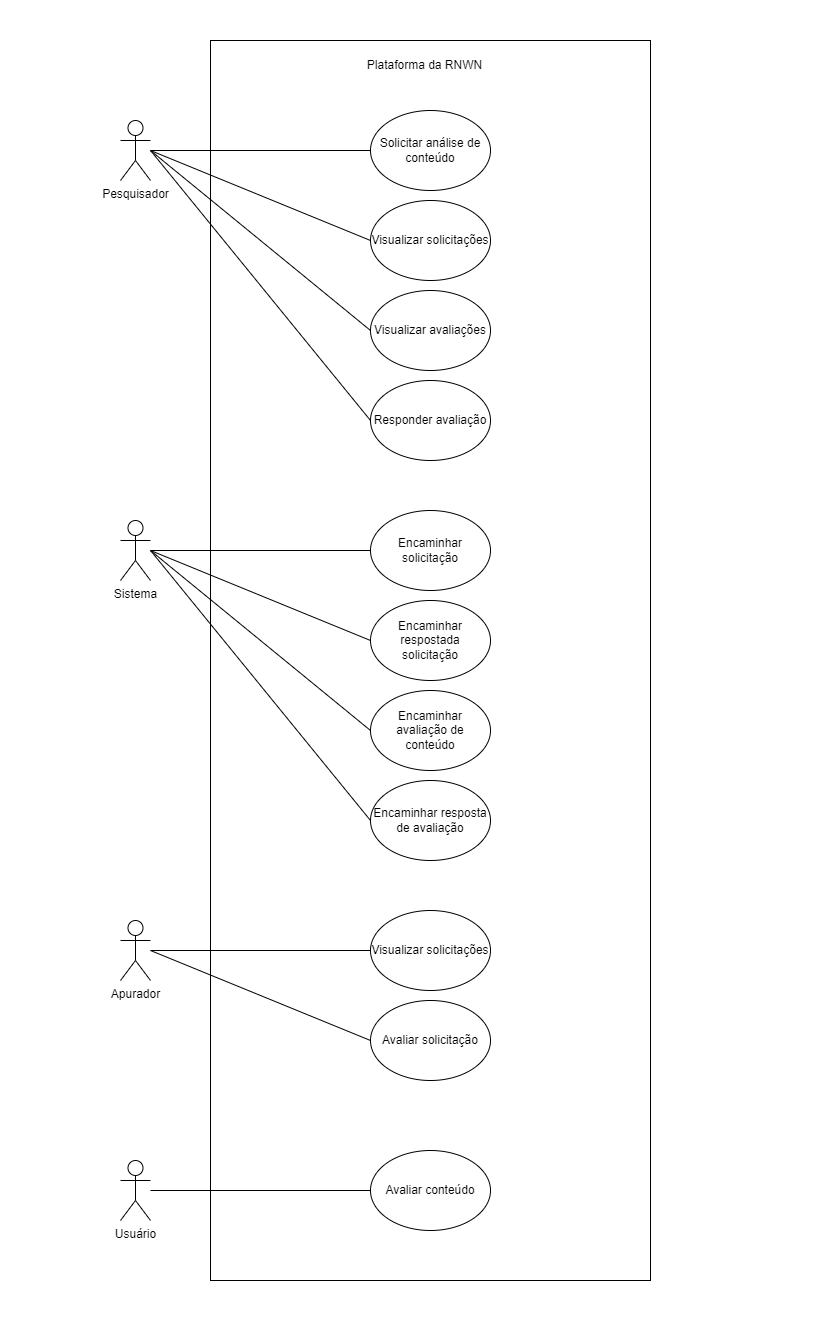 Plataforma da RNWN
Solicitar análise de
conteúdo
Pesquisador
Visualizar solicitações
Visualizar avaliações
Responder avaliação
Encaminhar
solicitação
Sistema
Encaminhar
respostada
solicitação
Encaminhar
avaliação de
conteúdo
Encaminhar resposta
de avaliação
Visualizar solicitações
Apurador
Avaliar solicitação
Avaliar conteúdo
Usuário